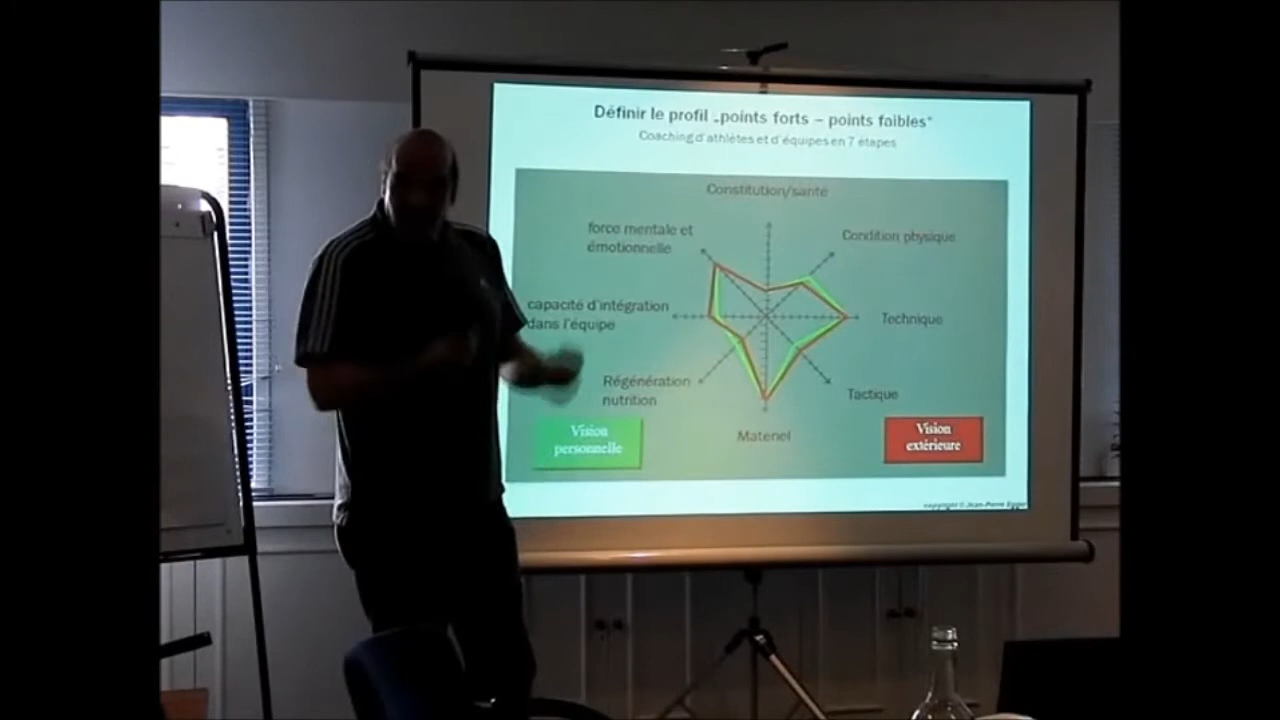 Définir le profil „points forts – points faibles"
Coaching d'athlètes et d'équipes en 7 étapes
Constitution/santé
force mentale et
émotionnelle
Condition physique
capacité d'intégration
dans l'équipe
Technique
Régénération
nutrition
Tactique
Materiel
Vision
personnelle
Vision
extérieure
copyright © Jean-Pierre Egger